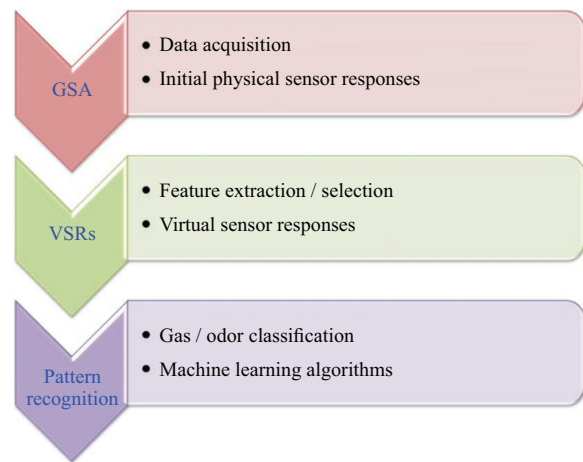 GSA
• Data acquisition
• Initial physical sensor responses
VSRs
• Feature extraction / selection
• Virtual sensor responses
Pattern
recognition
• Gas / odor classification
• Machine learning algorithms